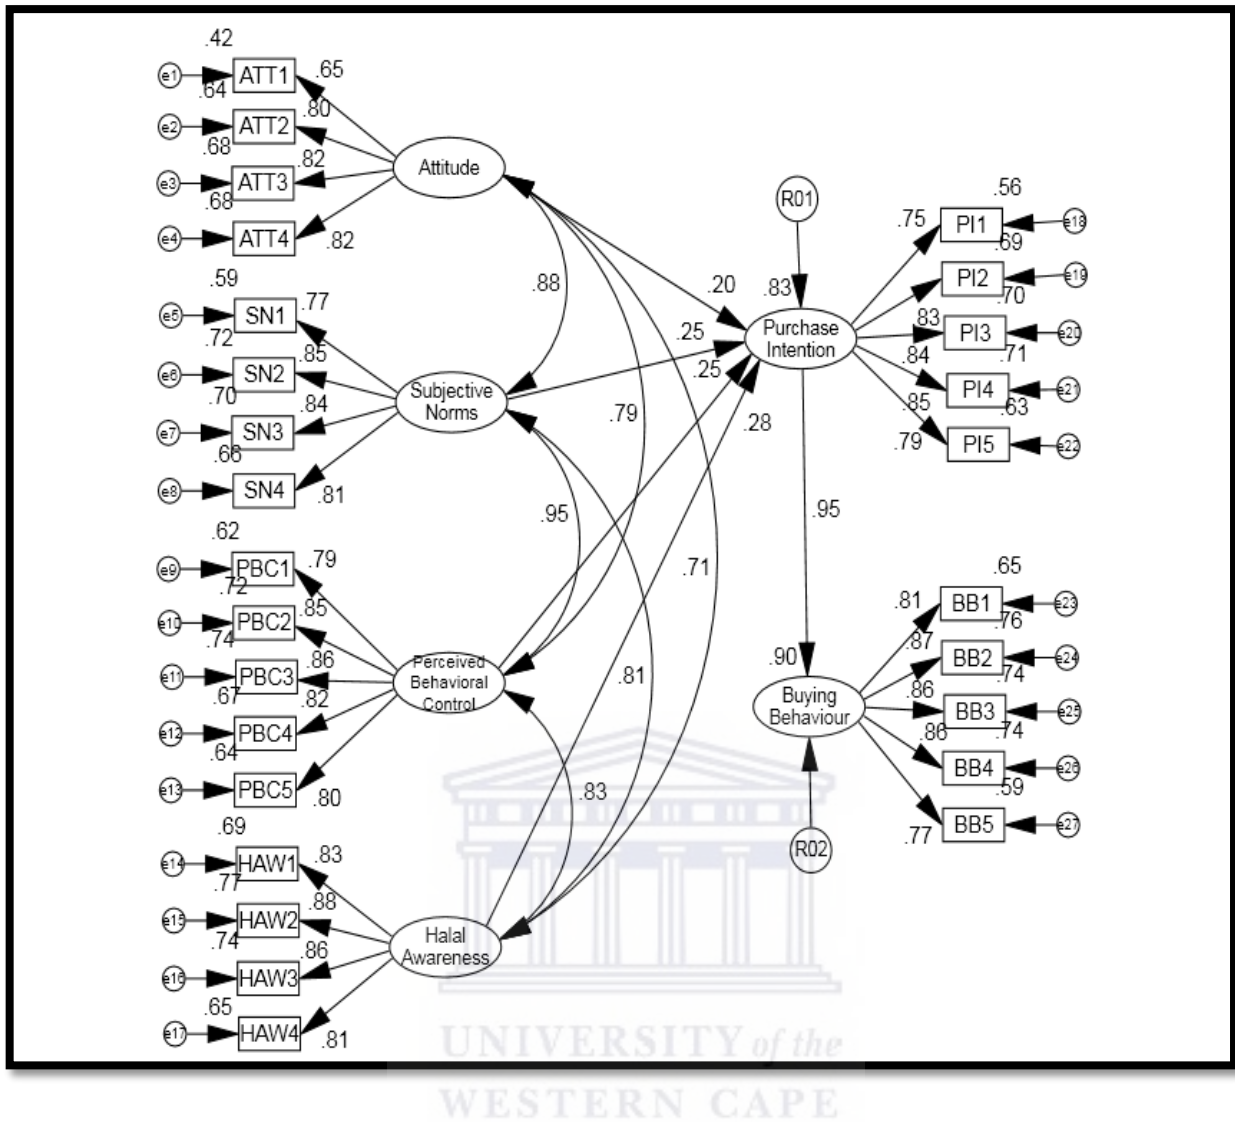 .42
e1 ATT1 .65
.64
e2 ATT2 .80
.68
e3 ATT3 .82
.68
e4 ATT4 .82
Attitude
.59
e5 SN1 .77
.72
e6 SN2 .85
.70
e7 SN3 .84
.66
e8 SN4 .81
Subjective
Norms
.62
e9 PBC1 .79
.72
e10 PBC2 .85
.74
e11 PBC3 .86
.67
e12 PBC4 .82
.64
e13 PBC5 .80
Perceived
Behavioral
Control
.69
e14 HAW1 .83
.77
e15 HAW2 .88
.74
e16 HAW3 .86
.65
e17 HAW4 .81
Halal
Awareness
.88
.79
.95
.71
.81
.83
.20
.25
.25
.28
R01
.83
Purchase
Intention
.56
.75 PI1 e18
.69
PI2 e19
.70
.83 PI3 e20
.71
.84 PI4 e21
.63
.85
.79 PI5 e22
.95
.90
Buying
Behaviour
R02
.65
.81 BB1 e23
.76
.87 BB2 e24
.74
.86 BB3 e25
.74
.86 BB4 e26
.59
.77 BB5 e27
UNIVERSITY of the
WESTERN CAPE